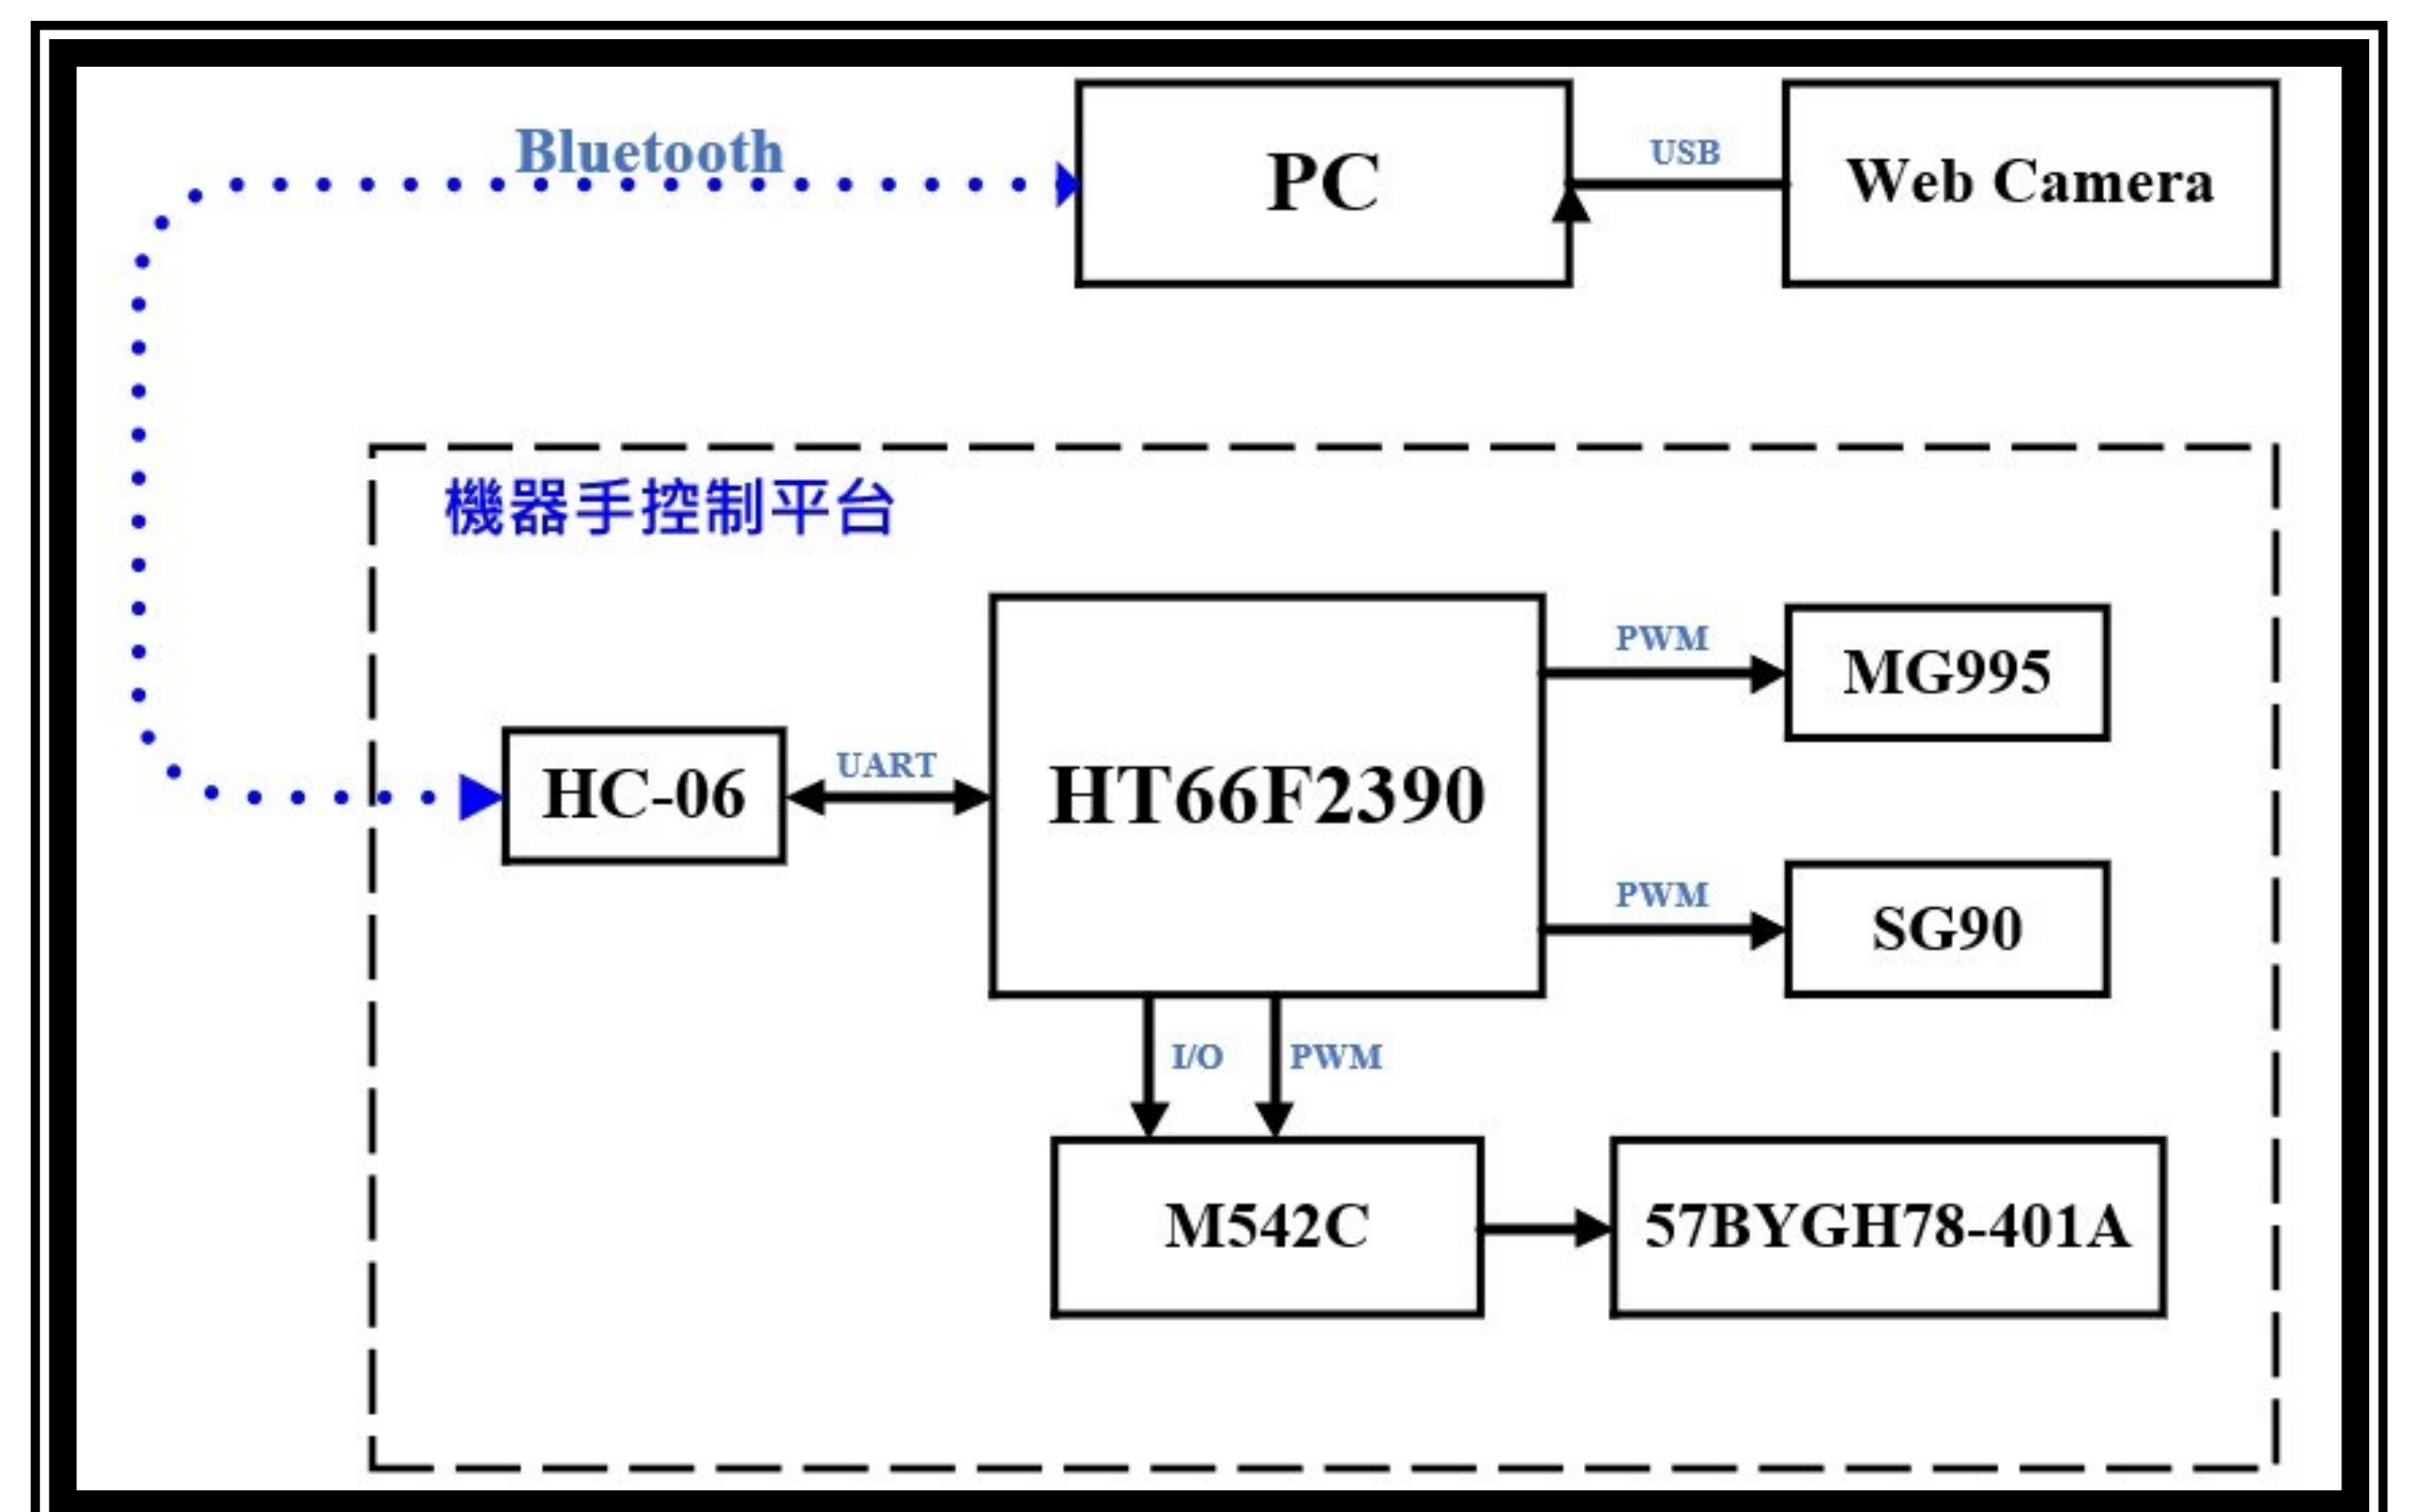 Bluetooth
PC
USB
Web Camera
機器手控制平台
HC-06
UART
HT66F2390
PWM
MG995
PWM
SG90
I/O
PWM
M542C
57BYGH78-401A